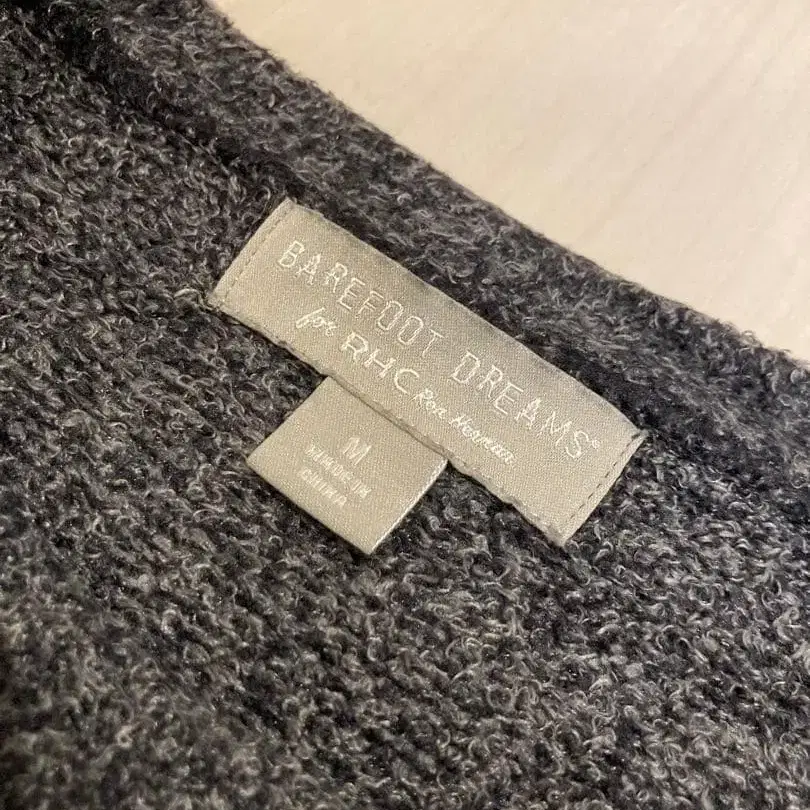 BAREFOOT DREAMS®
for RHC Ron Herman
M
MADE IN
CHINA